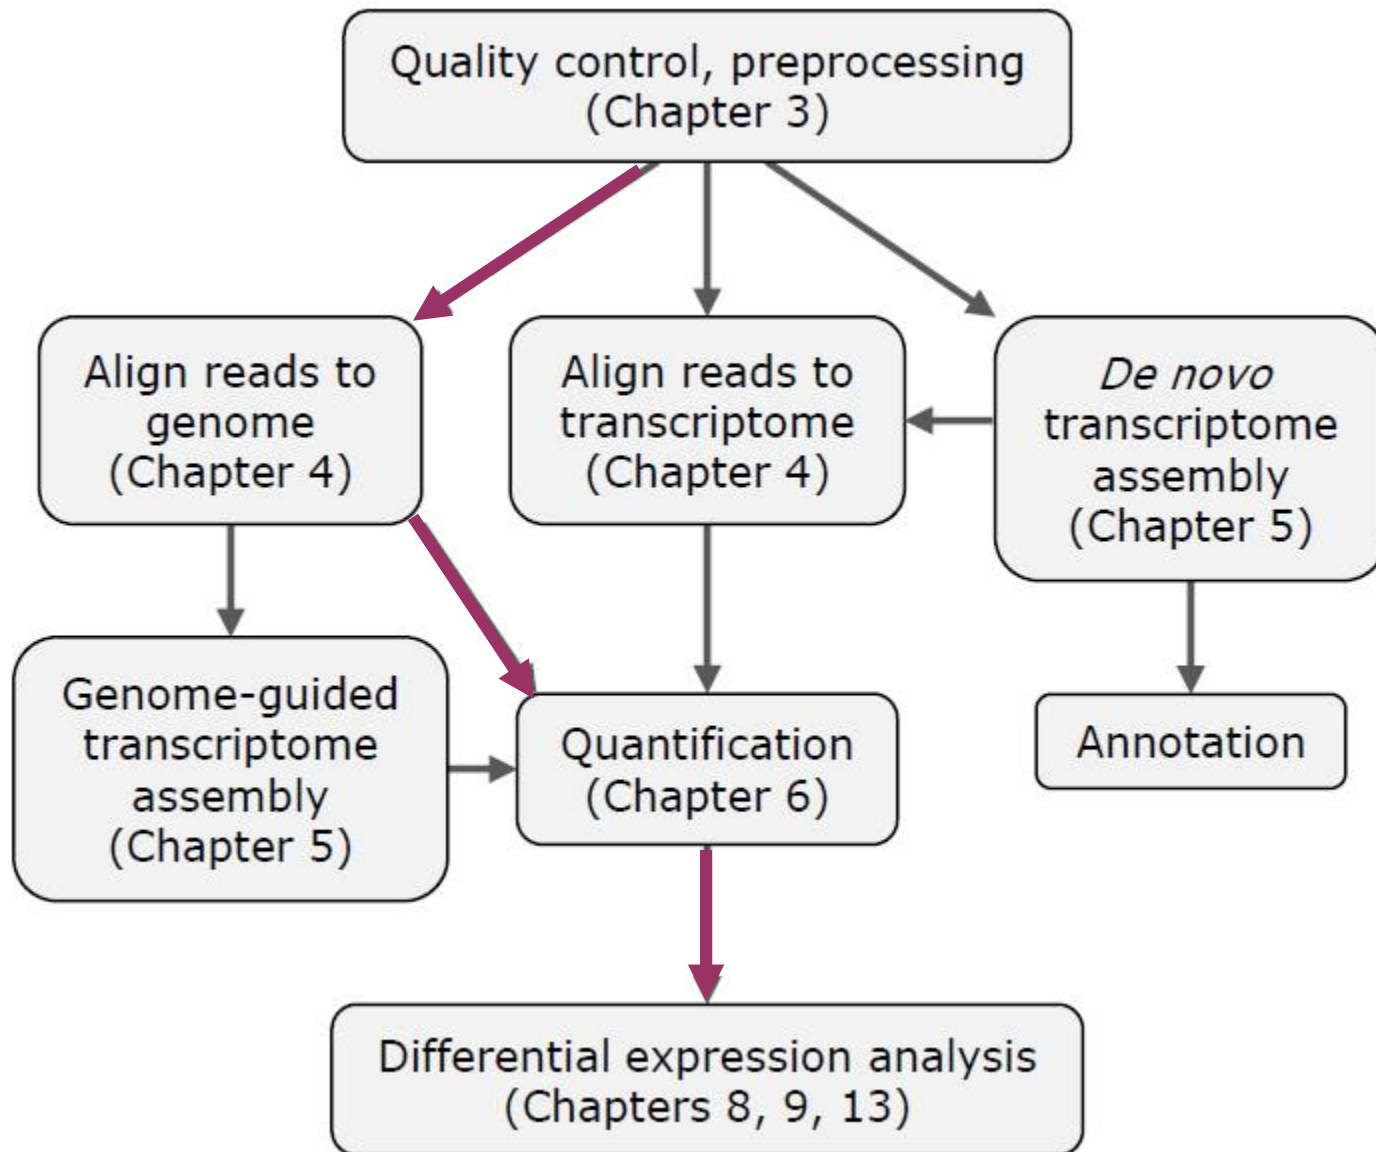 Quality control, preprocessing
(Chapter 3)
Align reads to
genome
(Chapter 4)
Align reads to
transcriptome
(Chapter 4)
De novo
transcriptome
assembly
(Chapter 5)
Genome-guided
transcriptome
assembly
(Chapter 5)
Quantification
(Chapter 6)
Annotation
Differential expression analysis
(Chapters 8, 9, 13)